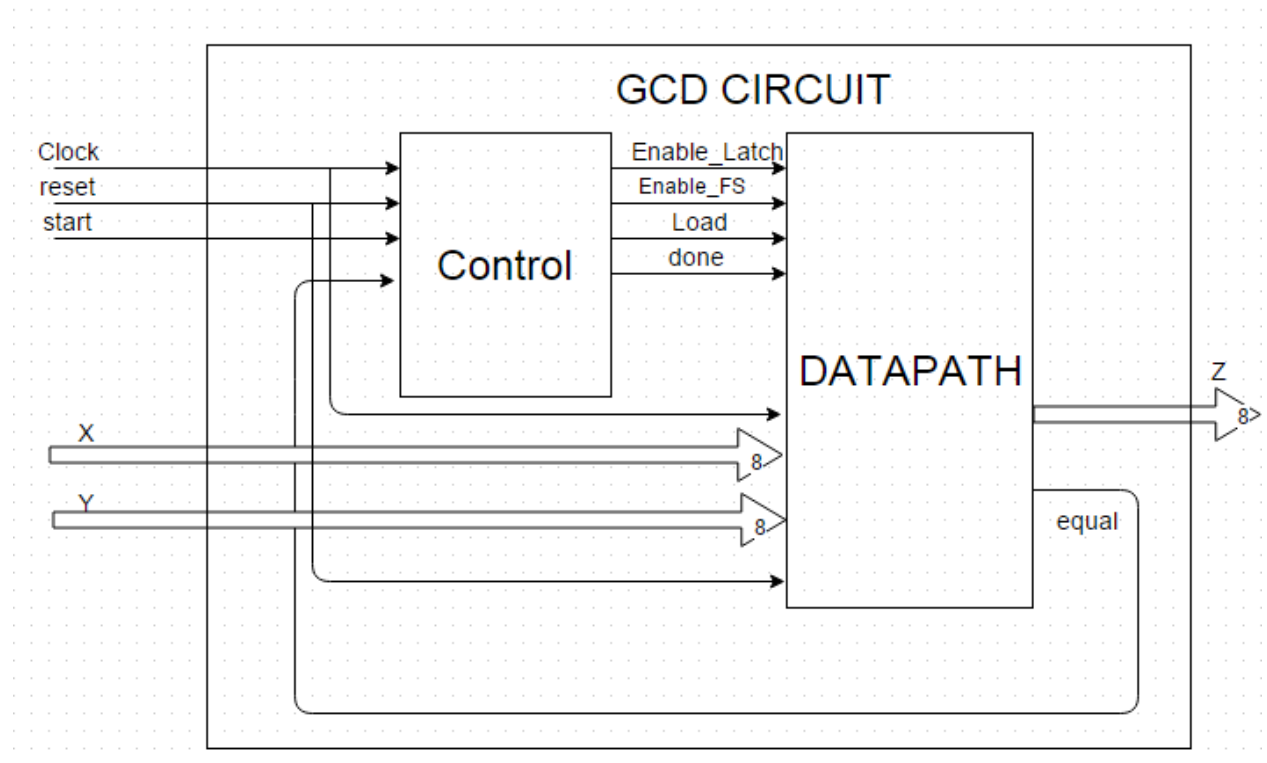 GCD CIRCUIT
Clock
reset
start
Enable_Latch
Enable_FS
Load
done
Control
DATAPATH
Z
8
X
8
Y
8
equal